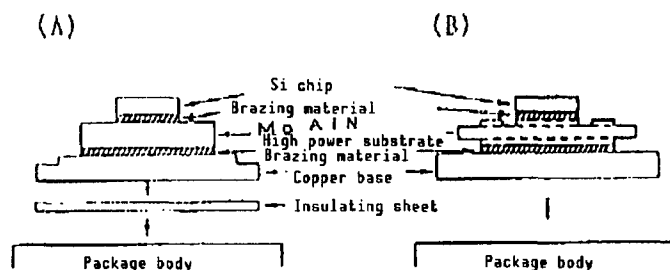 (A) (B)
Si chip
Brazing material
Mo AlN
High power substrate
Brazing material
Copper base
Insulating sheet
Package body Package body